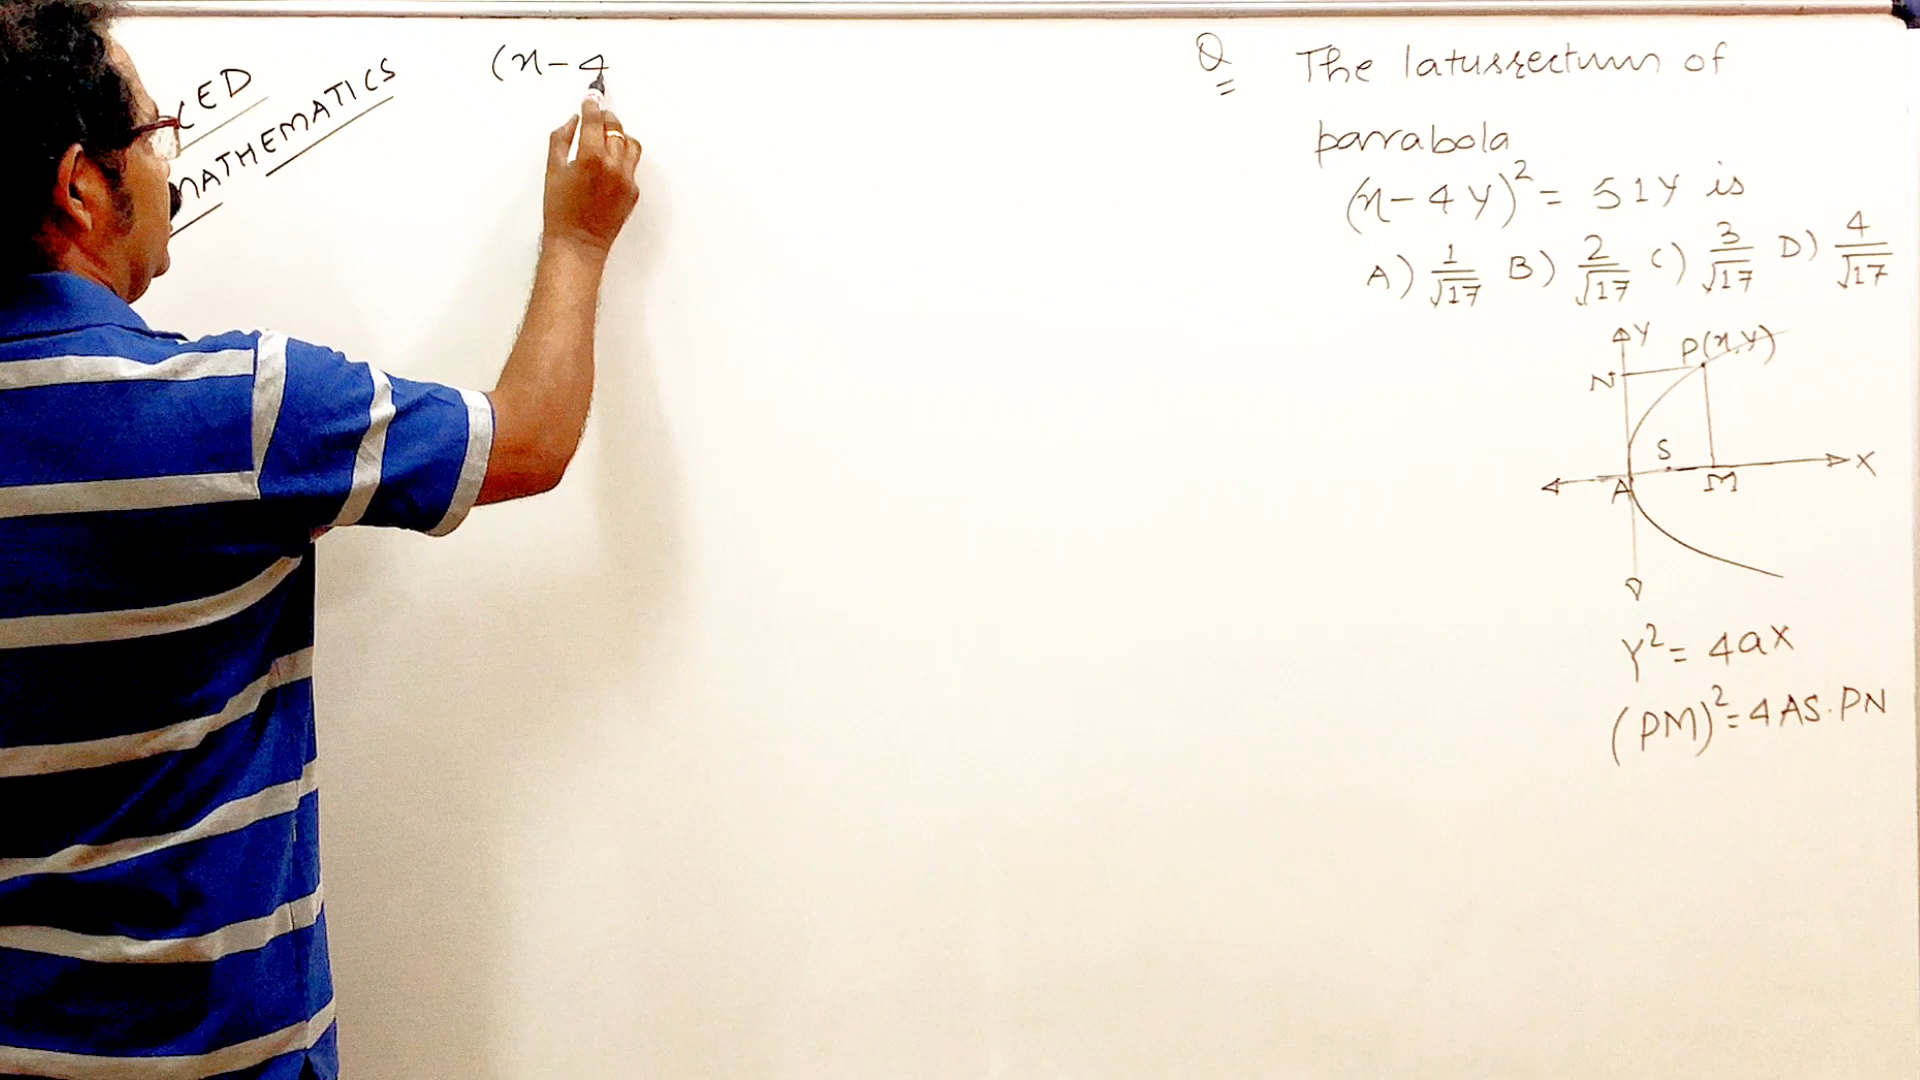 CED
MATHEMATICS
(x-4
Q The latusrectum of
parrabola
(x-4y)² = 51y is
A) 1/√17 B) 2/√17 C) 3/√17 D) 4/√17
Y
P(x,y)
N
S
X
A M
Y² = 4ax
(PM)² = 4AS.PN